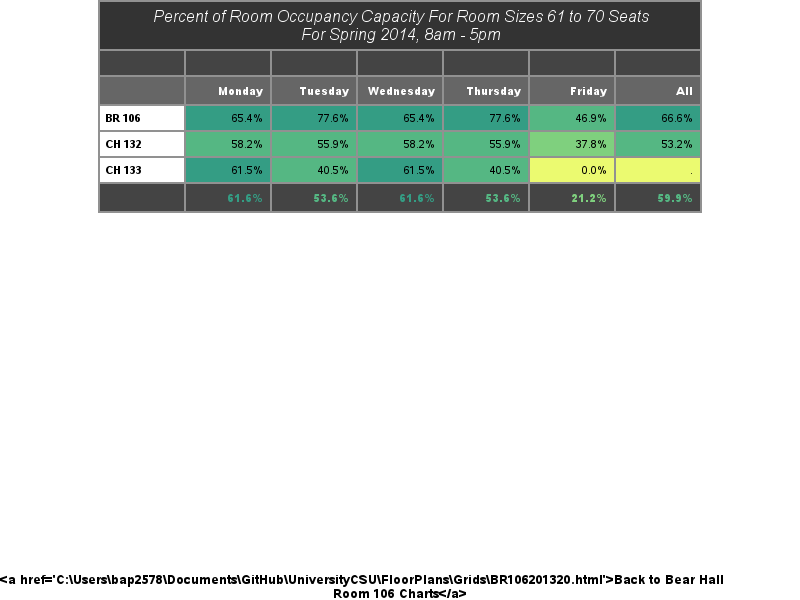 Percent of Room Occupancy Capacity For Room Sizes 61 to 70 Seats
For Spring 2014, 8am - 5pm
Monday Tuesday Wednesday Thursday Friday All
BR 106 65.4% 77.6% 65.4% 77.6% 46.9% 66.6%
CH 132 58.2% 55.9% 58.2% 55.9% 37.8% 53.2%
CH 133 61.5% 40.5% 61.5% 40.5% 0.0% .
61.6% 53.6% 61.6% 53.6% 21.2% 59.9%
<a href='C:\Users\bap2578\Documents\GitHub\UniversityCSU\FloorPlans\Grids\BR106201320.html'>Back to Bear Hall
Room 106 Charts</a>